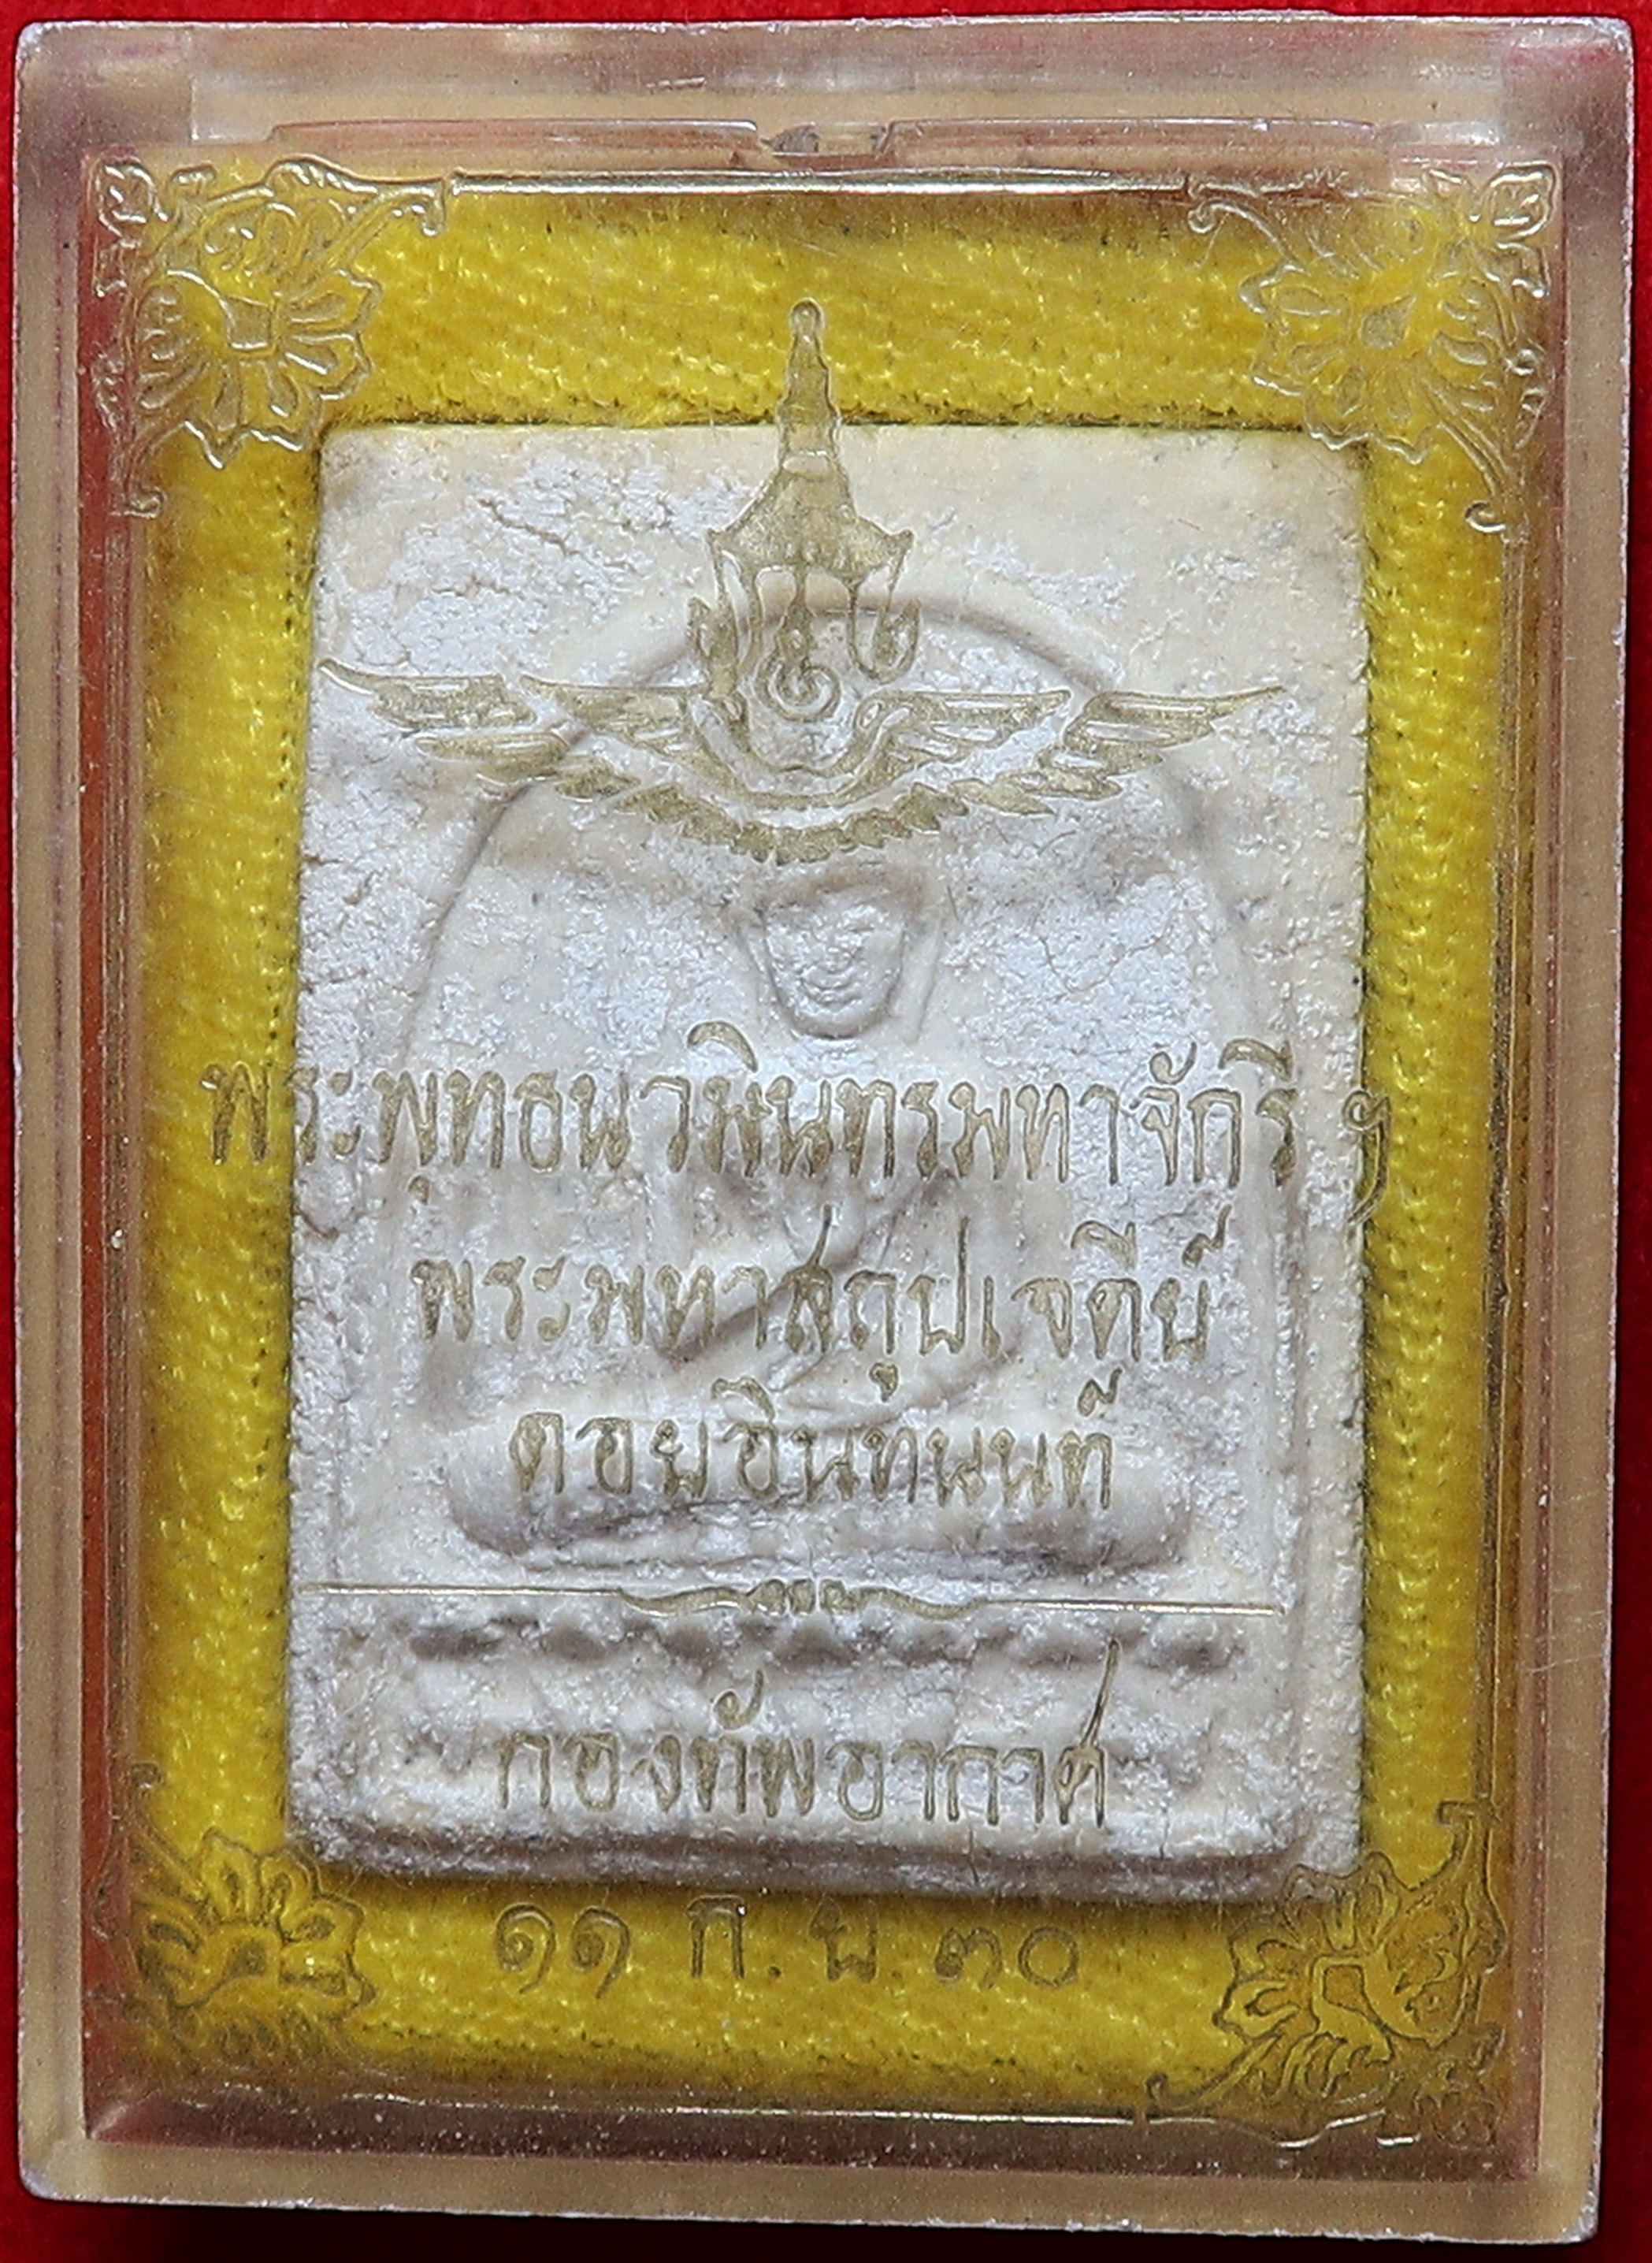 พระพุทธนวมินทรมหาจักรี ฯ
พระมหาสถูปเจดีย์
ดอยอินทนนท์
กองทัพอากาศ
๑๑ ก.ย ๓๐